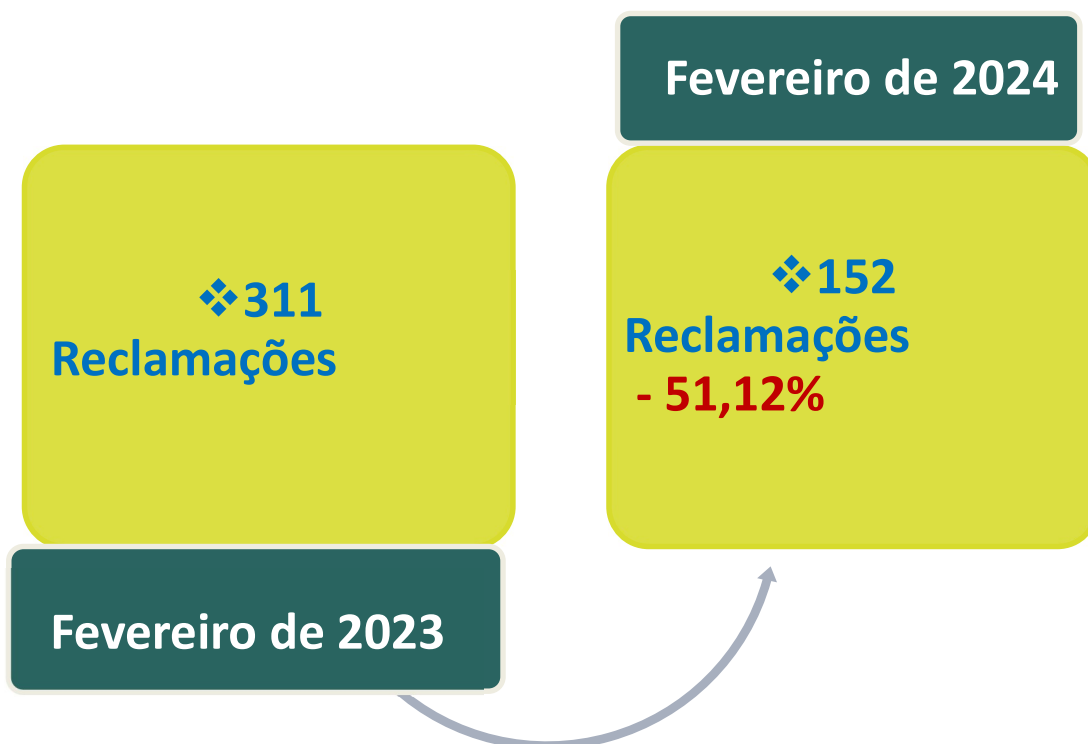 ❖311
Reclamações
Fevereiro de 2023
Fevereiro de 2024
❖152
Reclamações
- 51,12%